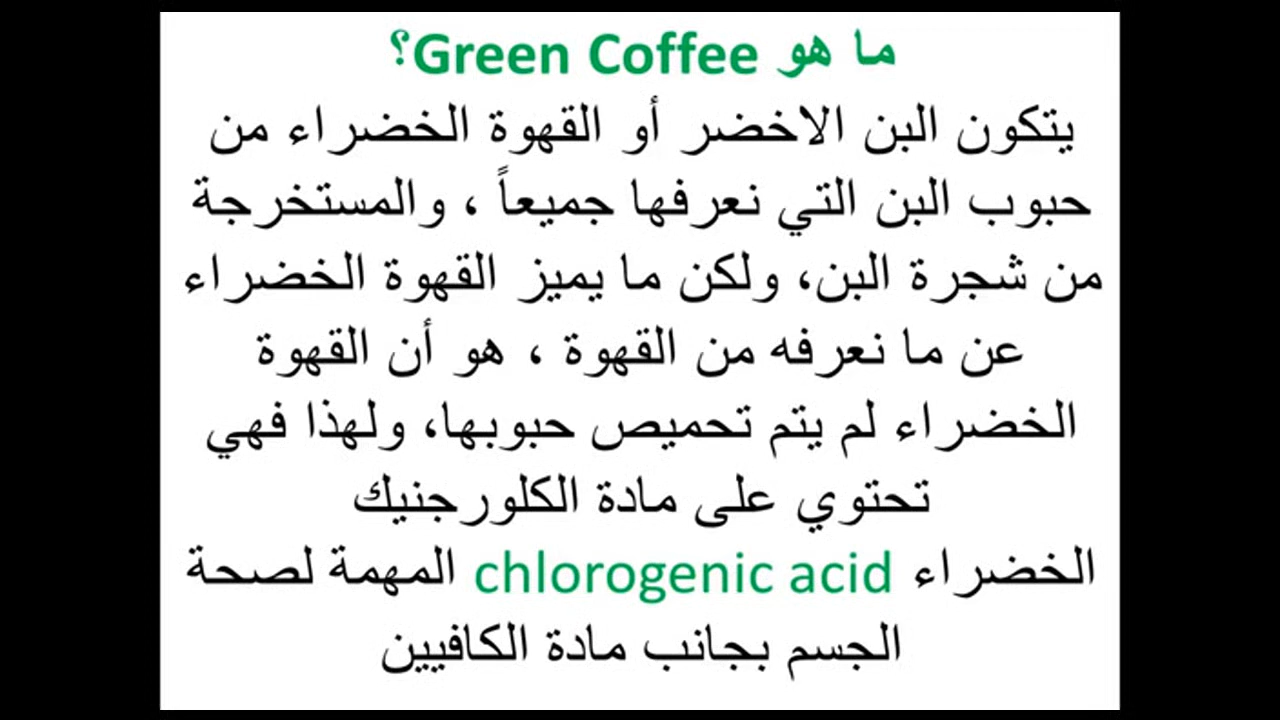 ما هو Green Coffee؟
يتكون البن الاخضر أو القهوة الخضراء من
حبوب البن التي نعرفها جميعاً ، والمستخرجة
من شجرة البن، ولكن ما يميز القهوة الخضراء
عن ما نعرفه من القهوة ، هو أن القهوة
الخضراء لم يتم تحميص حبوبها، ولهذا فهي
تحتوي على مادة الكلورجنيك
الخضراء chlorogenic acid المهمة لصحة
الجسم بجانب مادة الكافيين